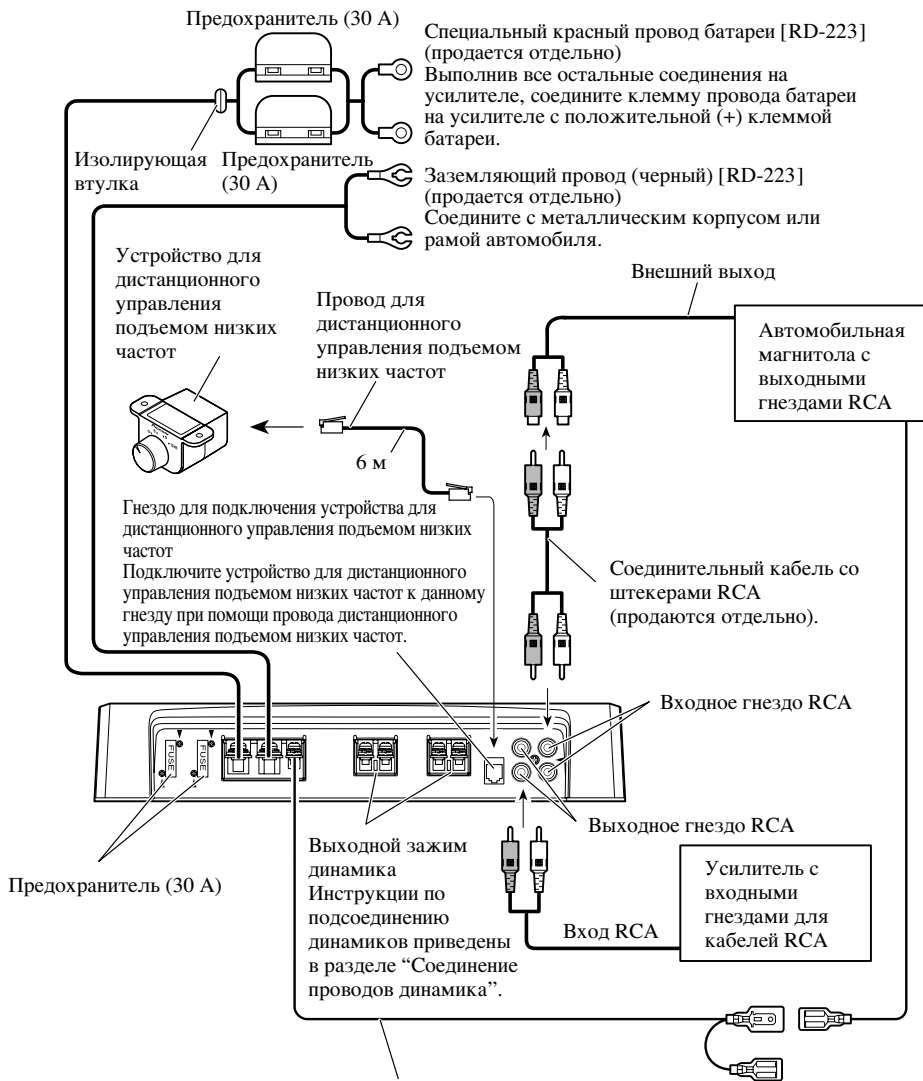 Предохранитель (30 А)
Специальный красный провод батареи [RD-223]
(продается отдельно)
Выполнив все остальные соединения на
усилителе, соедините клемму провода батареи
на усилителе с положительной (+) клеммой
батареи.
Изолирующая
втулка
Предохранитель
(30 А)
Заземляющий провод (черный) [RD-223]
(продается отдельно)
Соедините с металлическим корпусом или
рамой автомобиля.
Устройство для
дистанционного
управления
подъемом низких
частот
Провод для
дистанционного
управления подъемом
низких частот
Внешний выход
Автомобильная
магнитола с
выходными
гнездами RCA
6 м
Гнездо для подключения устройства для
дистанционного управления подъемом низких
частот
Подключите устройство для дистанционного
управления подъемом низких частот к данному
гнезду при помощи провода дистанционного
управления подъемом низких частот.
Соединительный кабель со
штекерами RCA
(продаются отдельно).
Входное гнездо RCA
FUSE
FUSE
Выходное гнездо RCA
Предохранитель (30 А)
Выходной зажим
динамика
Инструкции по
подсоединению
динамиков приведены
в разделе “Соединение
проводов динамика”.
Вход RCA
Усилитель с
входными
гнездами для
кабелей RCA